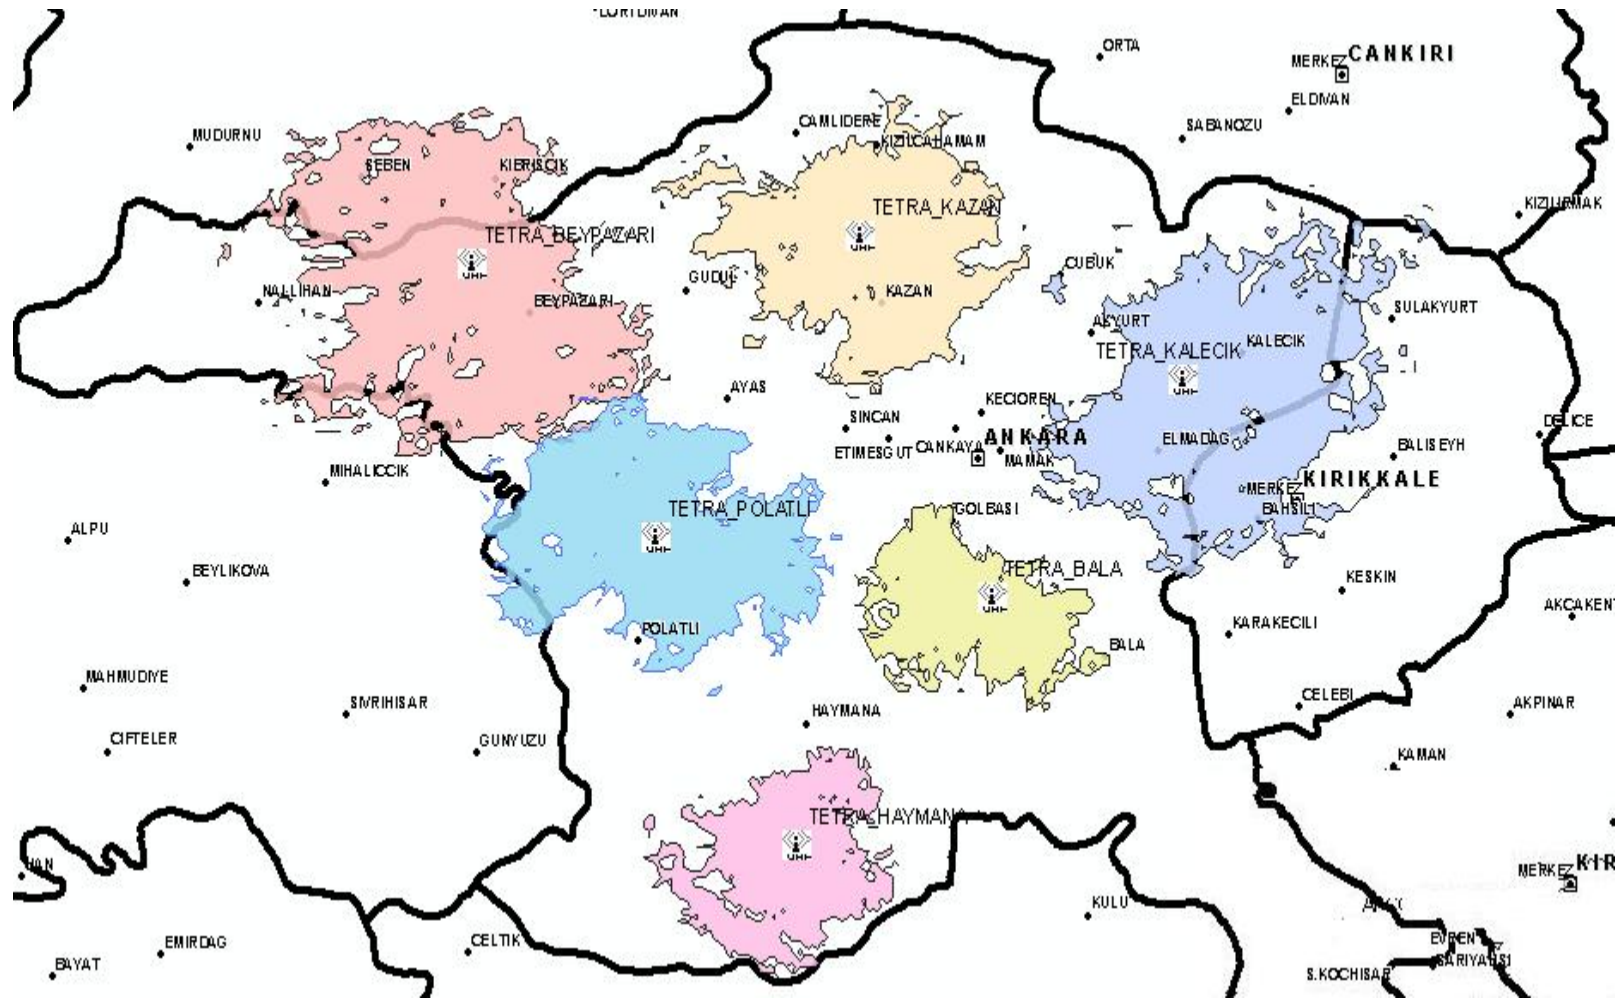 ORTA
MERKEZ
CANKIRI
ELDIVAN
SABANOZU
CAMLIDERE
KIZILCAHAMAM
MUDURNU
SEBEN
KIBRISCIK
KIZILIRMAK
TETRA_KAZAN
TETRA_BEYPAZARI
CUBUK
GUDUL
NALLIHAN
KAZAN
BEYPAZARI
SULAKYURT
AKYURT
KALECIK
TETRA_KALECIK
AYAS
KECIOREN
SINCAN
DELICE
ANKARA
ELMADAG
ETIMESGUT
CANKAYA
BALISEYH
MAMAK
MIHALICCIK
KIRIKKALE
MERKEZ
TETRA_POLATLI
GOLBASI
BAHSILI
ALPU
BEYLIKOVA
TETRA_BALA
KESKIN
POLATLI
KARAKECILI
BALA
MAHMUDIYE
SIVRIHISAR
CELEBI
AKPINAR
HAYMANA
CIFTELER
GUNYUZU
KAMAN
TETRA_HAYMANA
MERKEZ
KIR
KULU
EMIRDAG
CELTIK
EVREN
BAYAT
SARIYAHSI
S.KOCHISAR